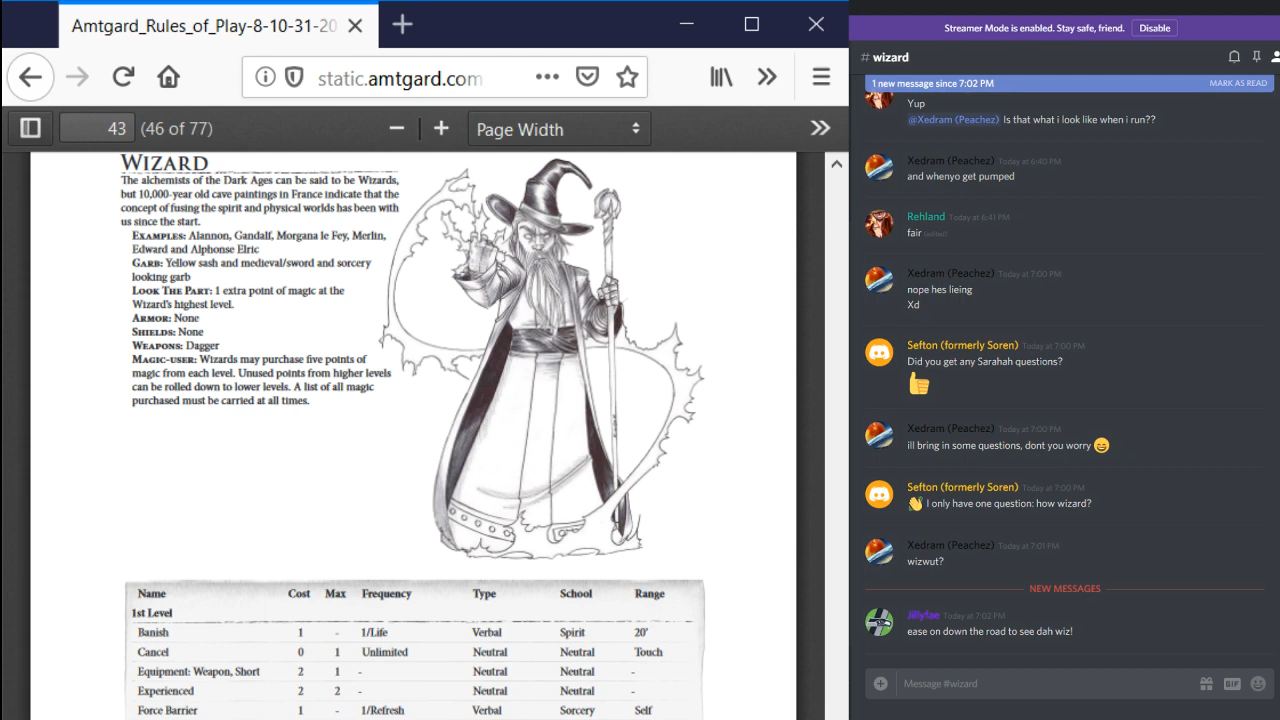 Amtgard_Rules_of_Play-8-10-31-20
static.amtgard.com
43 (46 of 77)
Page Width
WIZARD
The alchemists of the Dark Ages can be said to be Wizards,
but 10,000-year old cave paintings in France indicate that the
concept of fusing the spirit and physical worlds has been with
us since the start.
EXAMPLES: Alannon, Gandalf, Morgana le Fey, Merlin,
Edward and Alphonse Elric
GARB: Yellow sash and medieval/sword and sorcery
looking garb
LOOK THE PART: 1 extra point of magic at the
Wizard's highest level.
ARMOR: None
SHIELDS: None
WEAPONS: Dagger
MAGIC-USER: Wizards may purchase five points of
magic from each level. Unused points from higher levels
can be rolled down to lower levels. A list of all magic
purchased must be carried at all times.
Name Cost Max Frequency Type School Range
1st Level
Banish 1 - 1/Life Verbal Spirit 20'
Cancel 0 1 Unlimited Neutral Neutral Touch
Equipment: Weapon, Short 2 1 - Neutral Neutral -
Experienced 2 2 - Neutral Neutral -
Force Barrier 1 - 1/Refresh Verbal Sorcery Self
Streamer Mode is enabled. Stay safe, friend. Disable
# wizard
1 new message since 7:02 PM MARK AS READ
Yup
@Xedram (Peachez) Is that what i look like when i run??
Xedram (Peachez) Today at 6:40 PM
and whenyo get pumped
Rehland Today at 6:41 PM
fair (edited)
Xedram (Peachez) Today at 7:00 PM
nope hes lieing
Xd
Sefton (formerly Soren) Today at 7:00 PM
Did you get any Sarahah questions?
Xedram (Peachez) Today at 7:00 PM
ill bring in some questions, dont you worry
Sefton (formerly Soren) Today at 7:00 PM
I only have one question: how wizard?
Xedram (Peachez) Today at 7:01 PM
wizwut?
NEW MESSAGES
Jillyfae Today at 7:02 PM
ease on down the road to see dah wiz!
Message #wizard GIF